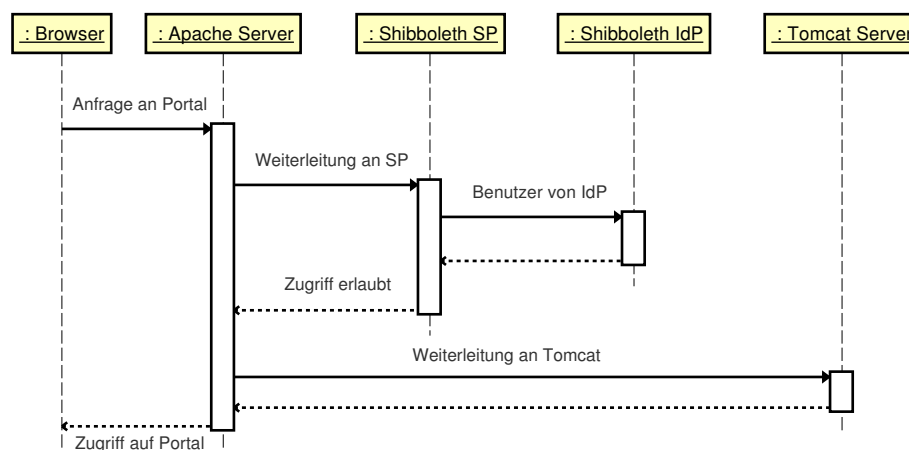 : Browser
: Apache Server
: Shibboleth SP
: Shibboleth IdP
: Tomcat Server
Anfrage an Portal
Weiterleitung an SP
Benutzer von IdP
Zugriff erlaubt
Weiterleitung an Tomcat
Zugriff auf Portal